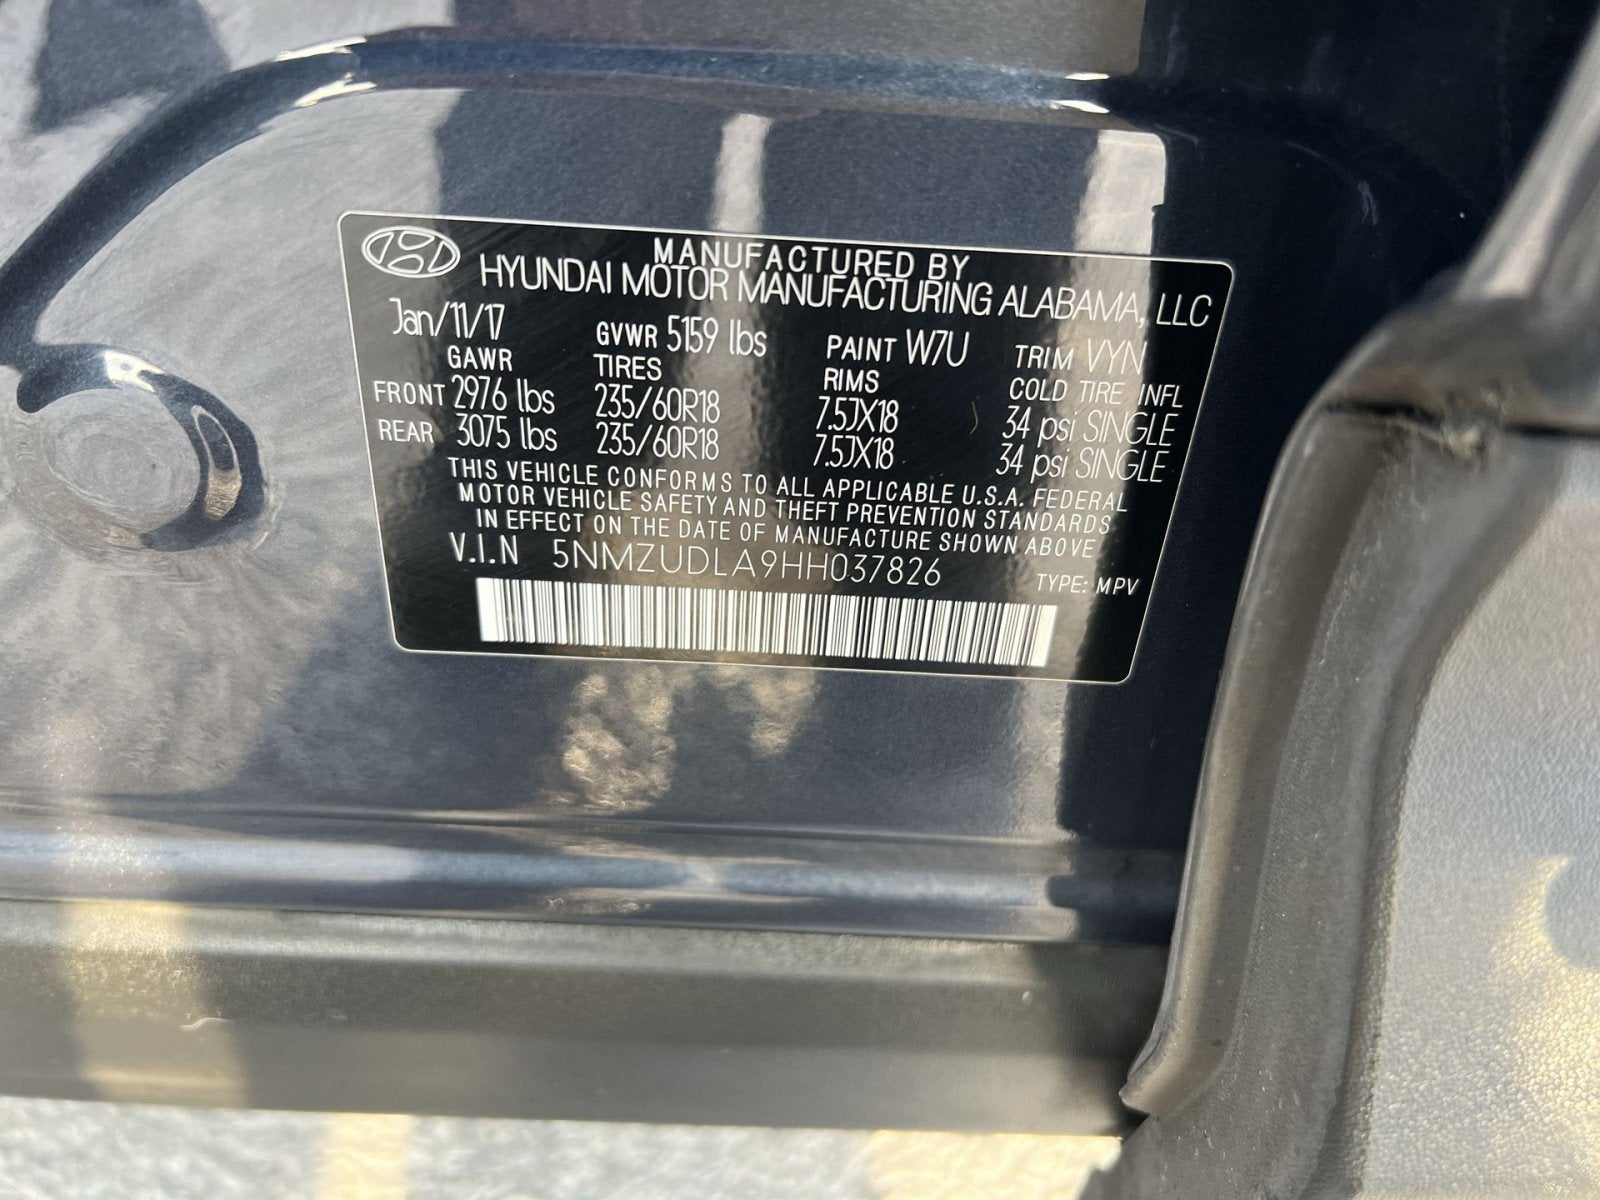 MANUFACTURED BY
HYUNDAI MOTOR MANUFACTURING ALABAMA, LLC
Jan/11/17 GVWR 5159 lbs PAINT W7U TRIM VYN
GAWR TIRES RIMS COLD TIRE INFL
FRONT 2976 lbs 235/60R18 7.5JX18 34 psi SINGLE
REAR 3075 lbs 235/60R18 7.5JX18 34 psi SINGLE
THIS VEHICLE CONFORMS TO ALL APPLICABLE U.S.A. FEDERAL
MOTOR VEHICLE SAFETY AND THEFT PREVENTION STANDARDS
IN EFFECT ON THE DATE OF MANUFACTURE SHOWN ABOVE
V.I.N 5NMZUDLA9HH037826 TYPE: MPV